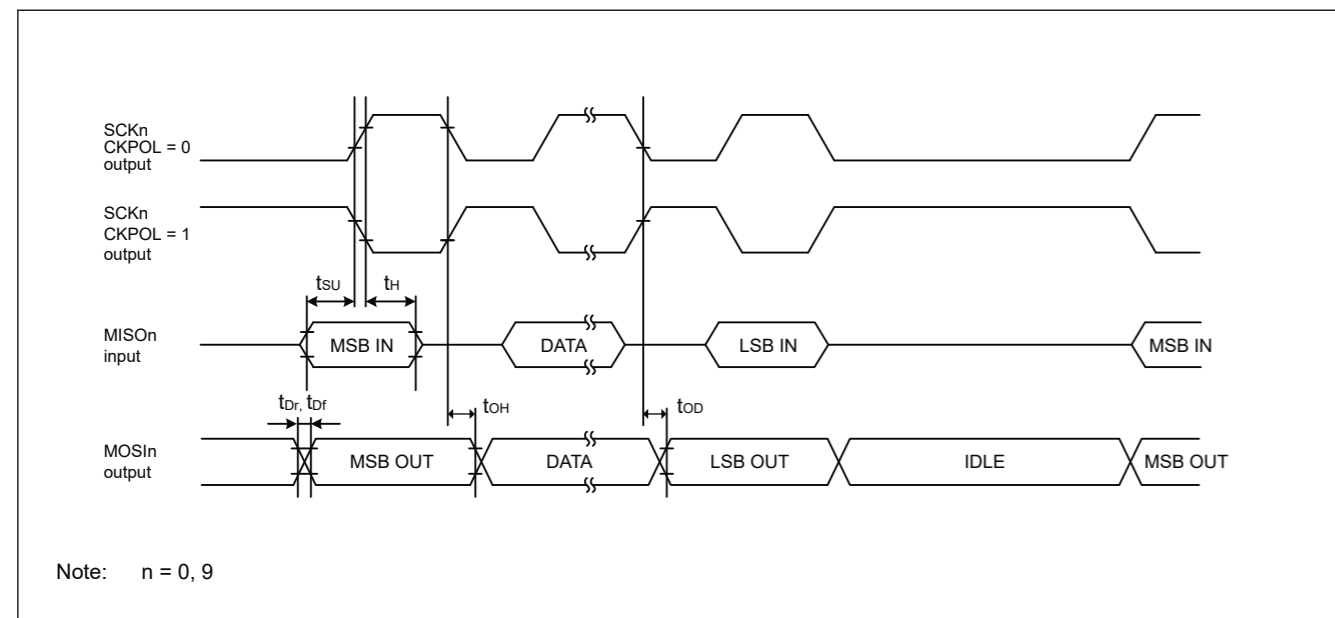 SCKn
CKPOL = 0
output
SCKn
CKPOL = 1
output
tSU
tH
MISOn
input
MSB IN
DATA
LSB IN
MSB IN
tDr, tDf
tOH
tOD
MOSIn
output
MSB OUT
DATA
LSB OUT
IDLE
MSB OUT
Note: n = 0, 9